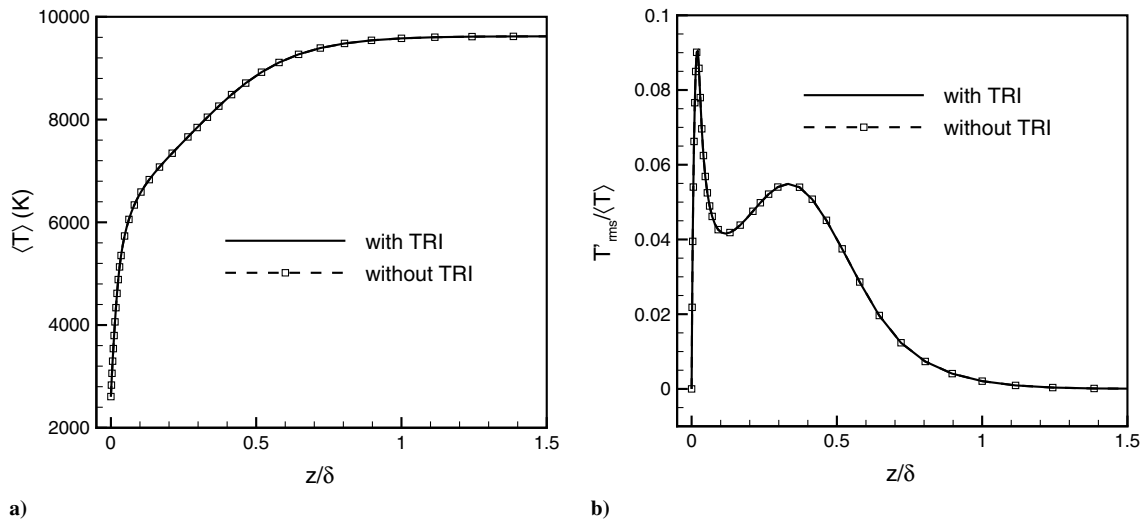 10000
8000
6000
4000
2000
⟨T⟩ (K)
with TRI
without TRI
0
0.5
1
1.5
z/δ
a)
0.1
0.08
0.06
0.04
0.02
0
T'rms/⟨T⟩
with TRI
without TRI
0
0.5
1
1.5
z/δ
b)